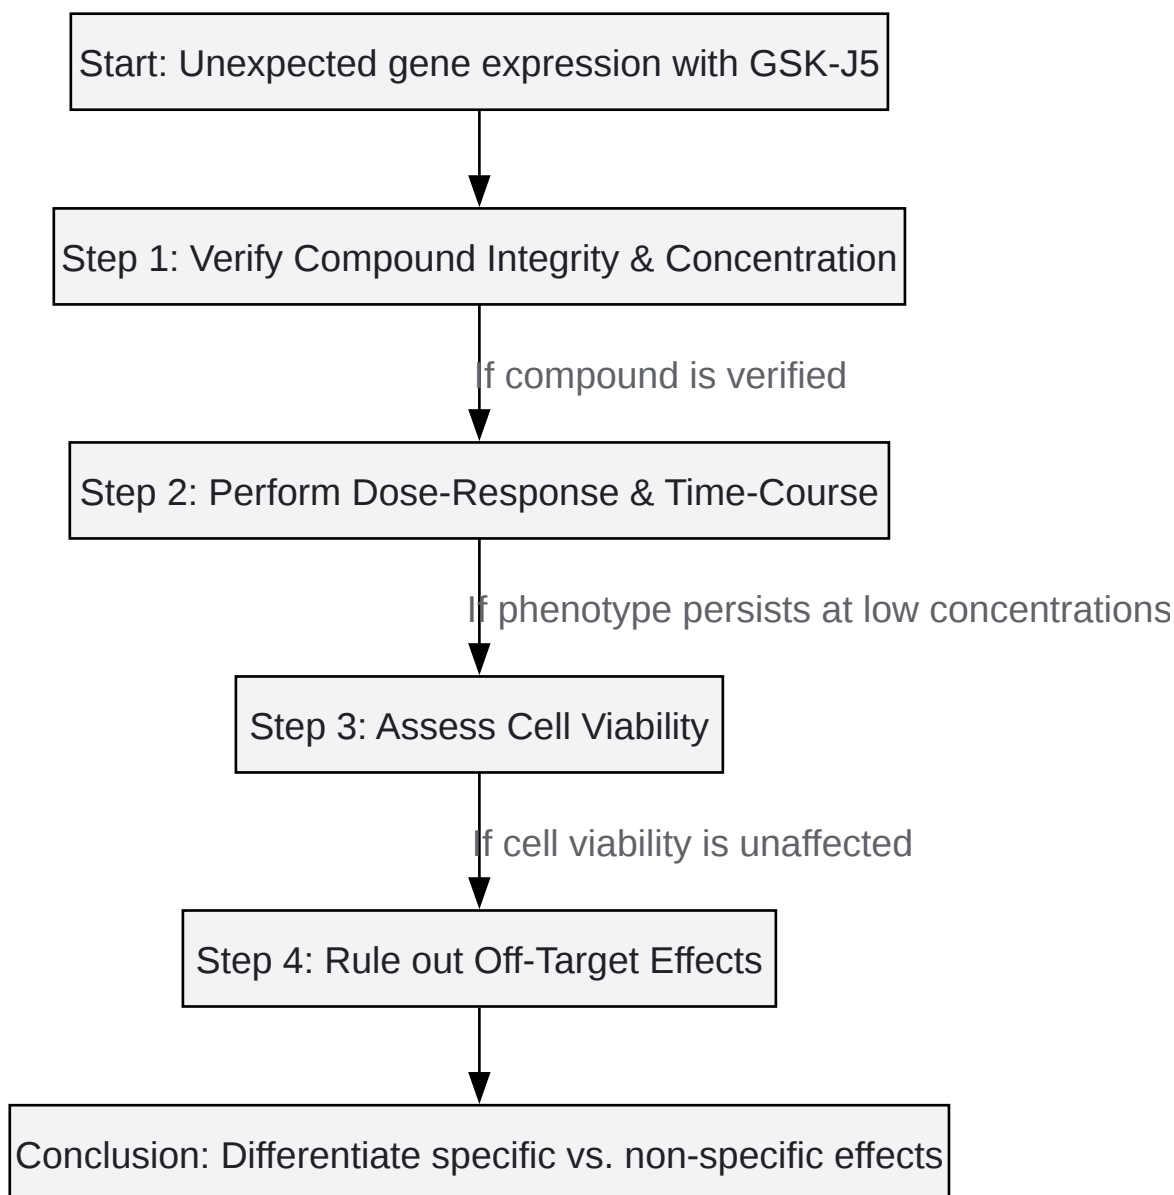 Start: Unexpected gene expression with GSK-J5
Step 1: Verify Compound Integrity & Concentration
If compound is verified
Step 2: Perform Dose-Response & Time-Course
If phenotype persists at low concentrations
Step 3: Assess Cell Viability
If cell viability is unaffected
Step 4: Rule out Off-Target Effects
Conclusion: Differentiate specific vs. non-specific effects